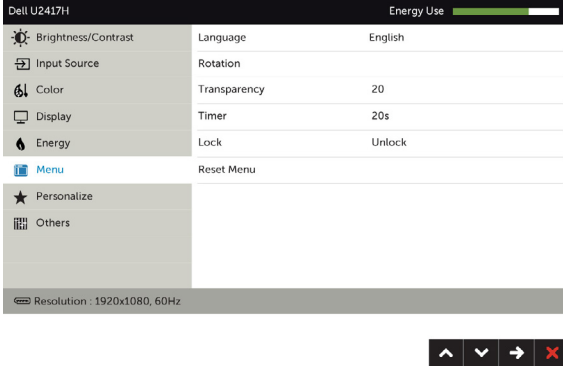 Dell U2417H Energy Use
Brightness/Contrast Language English
Input Source Rotation
Color Transparency 20
Display Timer 20s
Energy Lock Unlock
Menu Reset Menu
Personalize
Others
Resolution : 1920x1080, 60Hz